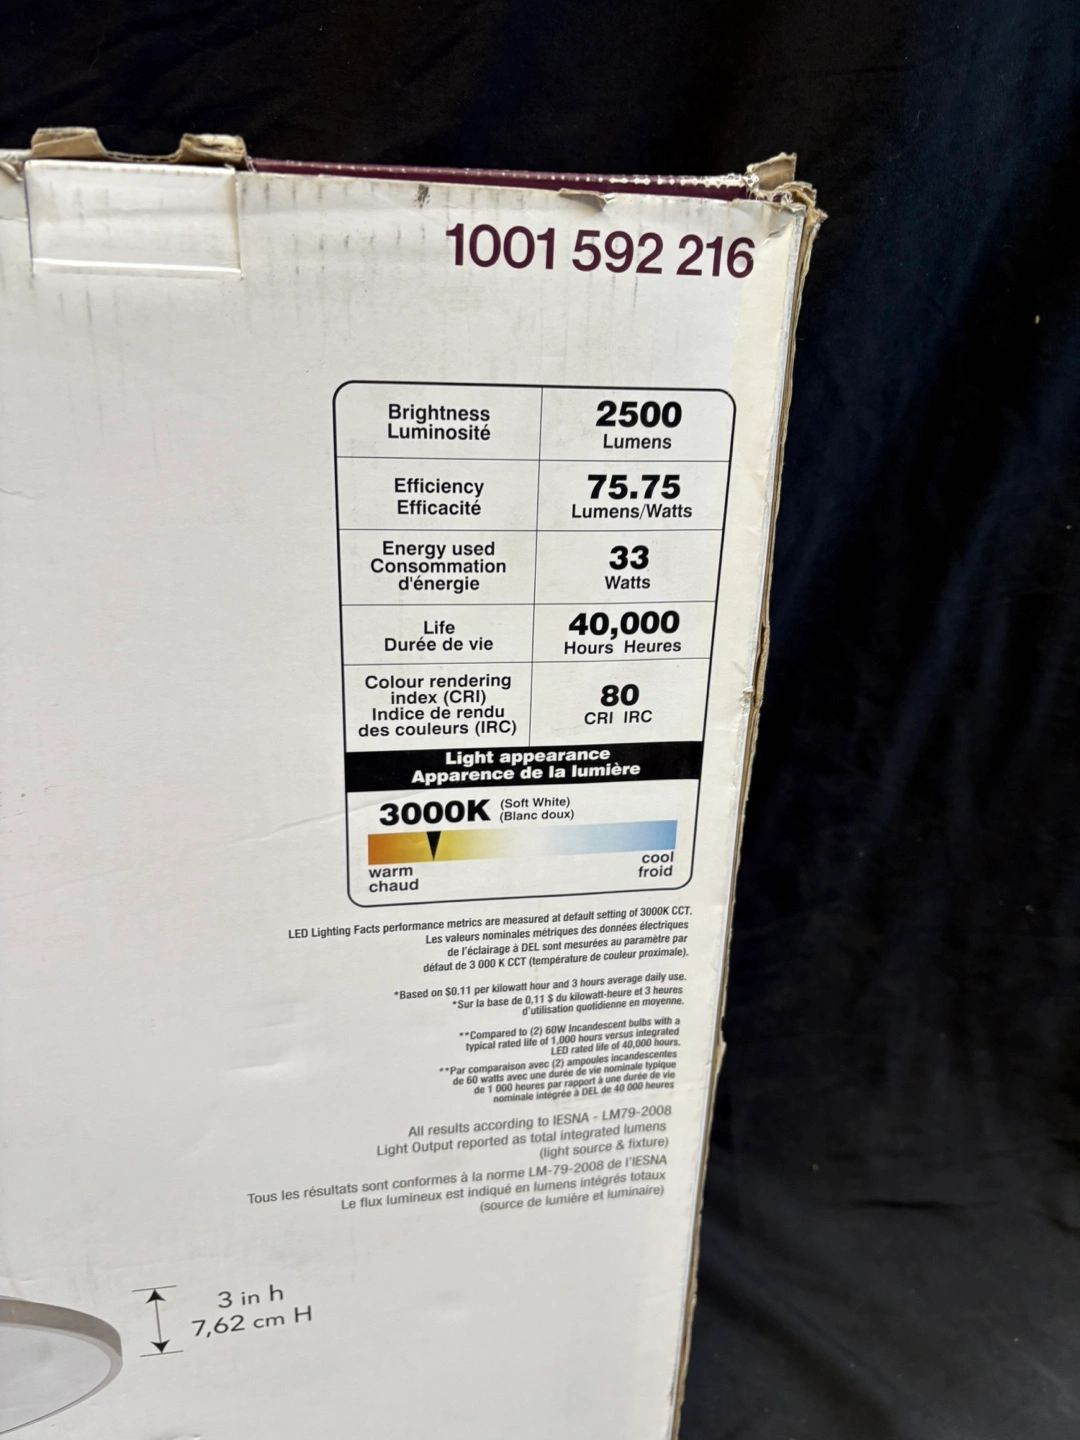 1001 592 216
Brightness
Luminosité
2500
Lumens
Efficiency
Efficacité
75.75
Lumens/Watts
Energy used
Consommation
d'énergie
33
Watts
Life
Durée de vie
40,000
Hours Heures
Colour rendering
index (CRI)
Indice de rendu
des couleurs (IRC)
80
CRI IRC
Light appearance
Apparence de la lumière
3000K
(Soft White)
(Blanc doux)
warm
chaud
cool
froid
LED Lighting Facts performance metrics are measured at default setting of 3000K CCT.
Les valeurs nominales métriques des données électriques
de l'éclairage à DEL sont mesurées au paramètre par
défaut de 3 000 K CCT (température de couleur proximale).
*Based on $0.11 per kilowatt hour and 3 hours average daily use.
*Sur la base de 0,11 $ du kilowatt-heure et 3 heures
d'utilisation quotidienne en moyenne.
**Compared to (2) 60W Incandescent bulbs with a
typical rated life of 1,000 hours versus integrated
LED rated life of 40,000 hours.
**Par comparaison avec (2) ampoules incandescentes
de 60 watts avec une durée de vie nominale typique
de 1 000 heures par rapport à une durée de vie
nominale intégrée à DEL de 40 000 heures
All results according to IESNA - LM79-2008
Light Output reported as total integrated lumens
(light source & fixture)
Tous les résultats sont conformes à la norme LM-79-2008 de l'IESNA
Le flux lumineux est indiqué en lumens intégrés totaux
(source de lumière et luminaire)
3 in h
7,62 cm H